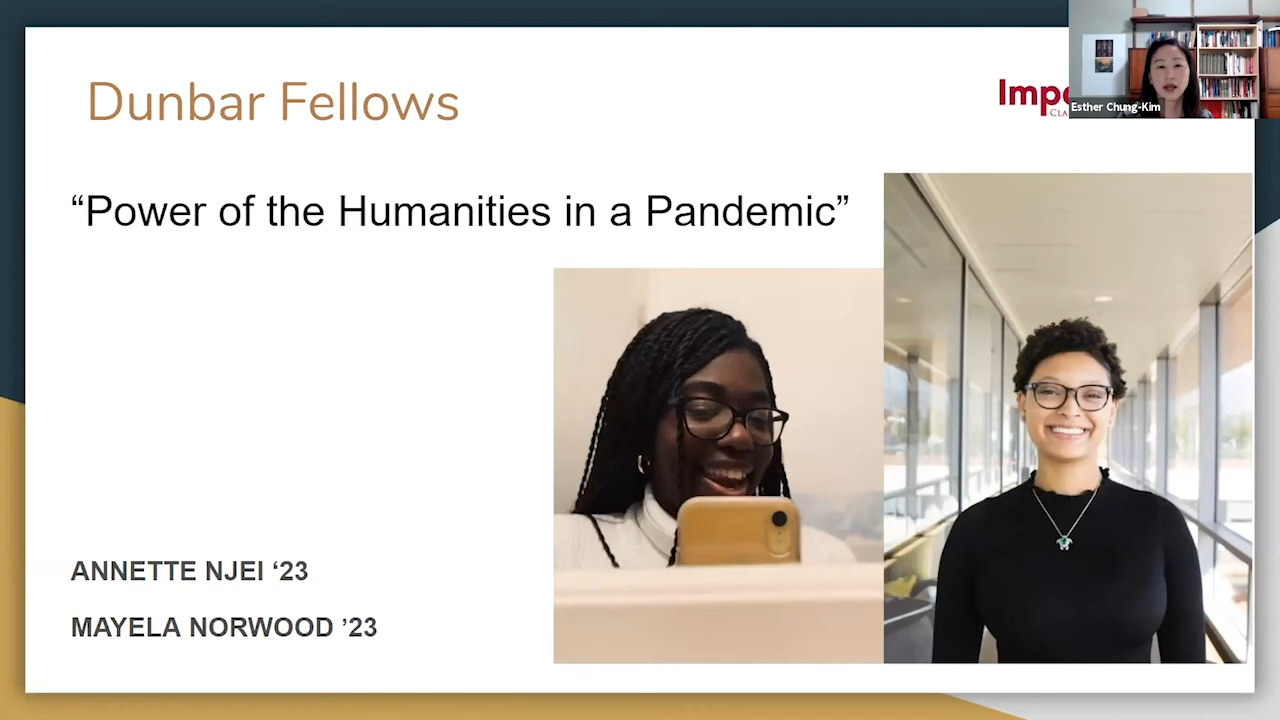 Dunbar Fellows
Esther Chung-Kim
“Power of the Humanities in a Pandemic”
ANNETTE NJEI ‘23
MAYELA NORWOOD ’23